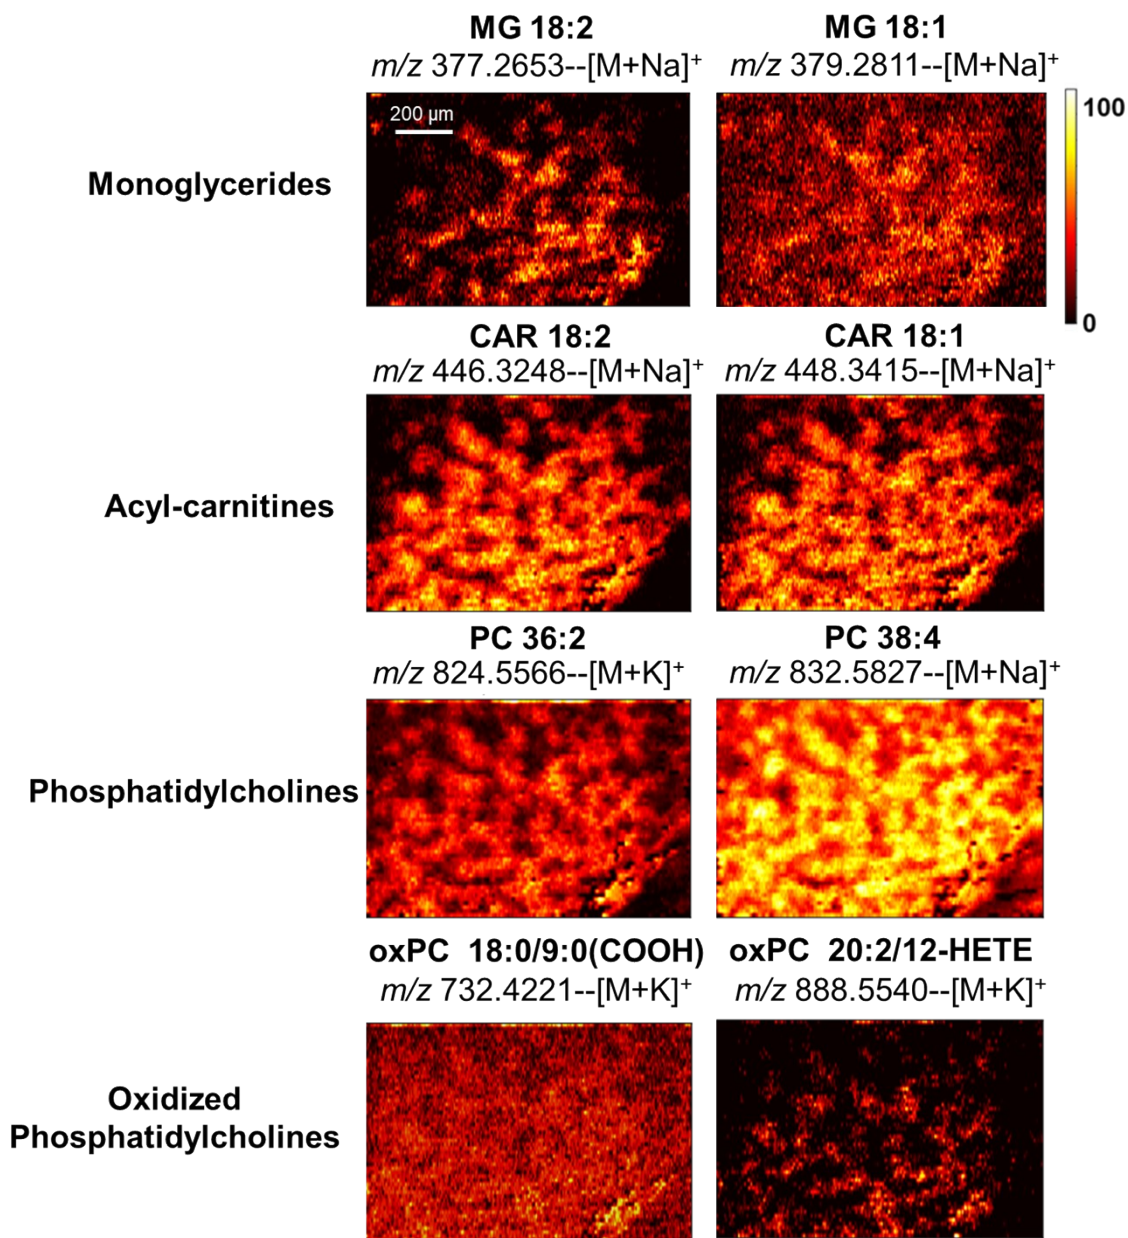 MG 18:2
MG 18:1
m/z 377.2653--[M+Na]⁺
m/z 379.2811--[M+Na]⁺
200 µm
100
0
Monoglycerides
CAR 18:2
CAR 18:1
m/z 446.3248--[M+Na]⁺
m/z 448.3415--[M+Na]⁺
Acyl-carnitines
PC 36:2
PC 38:4
m/z 824.5566--[M+K]⁺
m/z 832.5827--[M+Na]⁺
Phosphatidylcholines
oxPC 18:0/9:0(COOH)
oxPC 20:2/12-HETE
m/z 732.4221--[M+K]⁺
m/z 888.5540--[M+K]⁺
Oxidized
Phosphatidylcholines